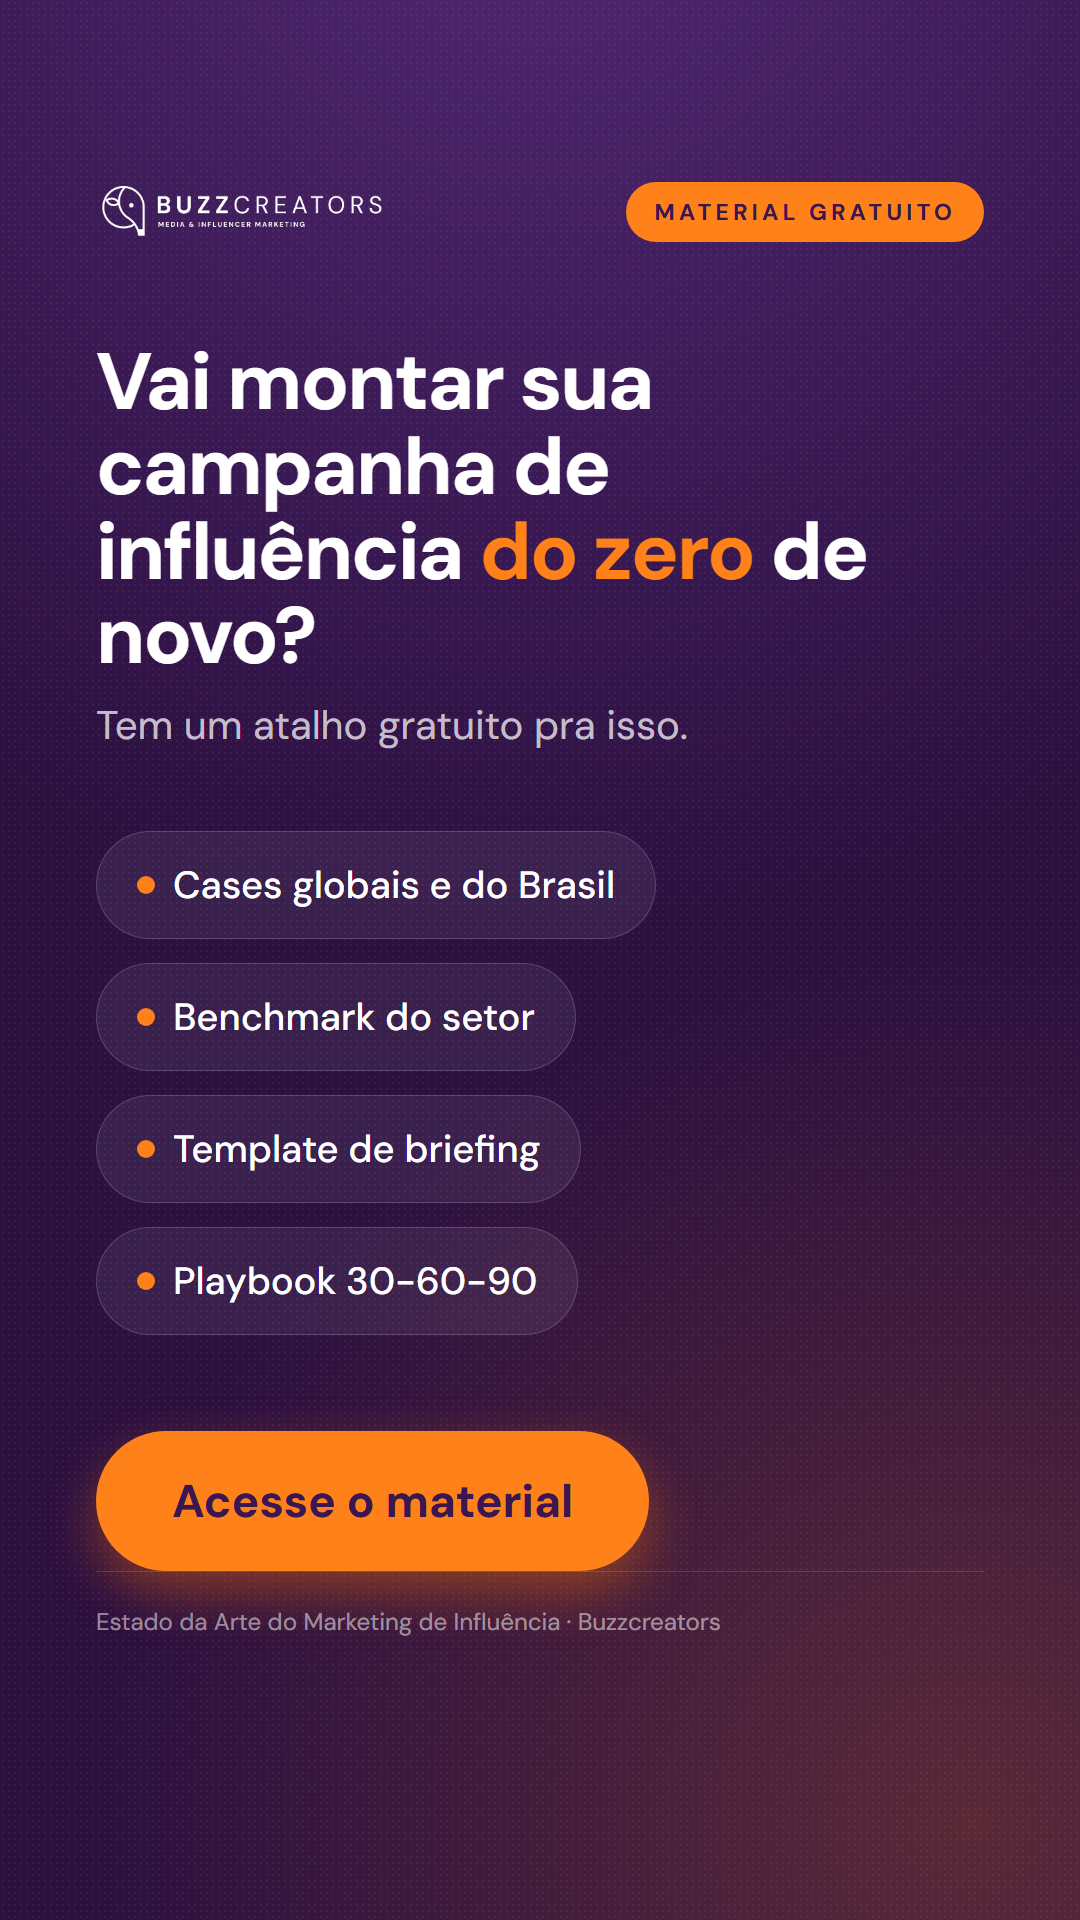 BUZZCREATORS
MEDIA & INFLUENCER MARKETING
MATERIAL GRATUITO
Vai montar sua
campanha de
influência do zero de
novo?
Tem um atalho gratuito pra isso.
Cases globais e do Brasil
Benchmark do setor
Template de briefing
Playbook 30-60-90
Acesse o material
Estado da Arte do Marketing de Influência · Buzzcreators